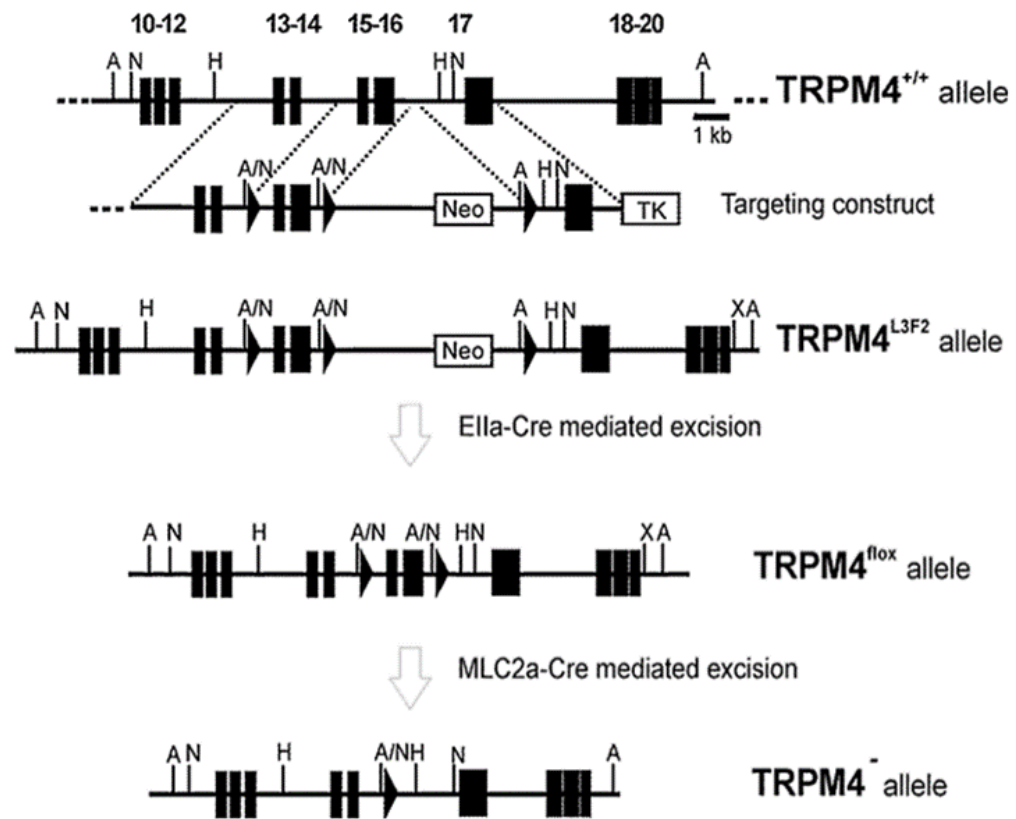 10-12 13-14 15-16 17 18-20
A N H H N A
TRPM4+/+ allele
1 kb
A/N A/N A H N
Neo TK
Targeting construct
A N H A/N A/N A H N X A
Neo
TRPM4L3F2 allele
EIIa-Cre mediated excision
A N H A/N A/N H N X A
TRPM4flox allele
MLC2a-Cre mediated excision
A N H A/N H N A
TRPM4- allele